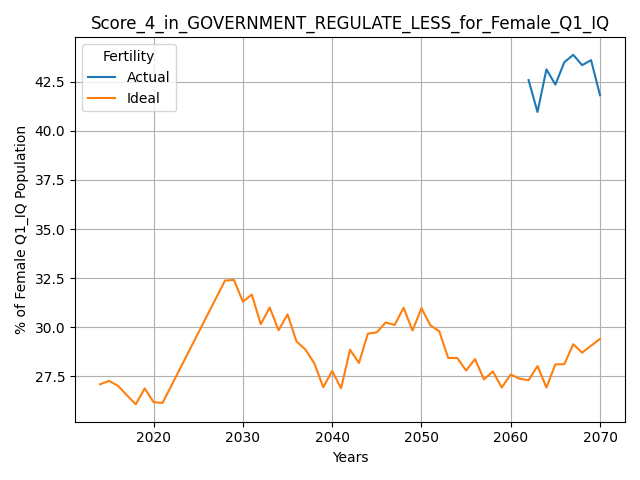 Score_4_in_GOVERNMENT_REGULATE_LESS_for_Female_Q1_IQ
Fertility
Actual
Ideal
% of Female Q1_IQ Population
42.5
40.0
37.5
35.0
32.5
30.0
27.5
2020 2030 2040 2050 2060 2070
Years